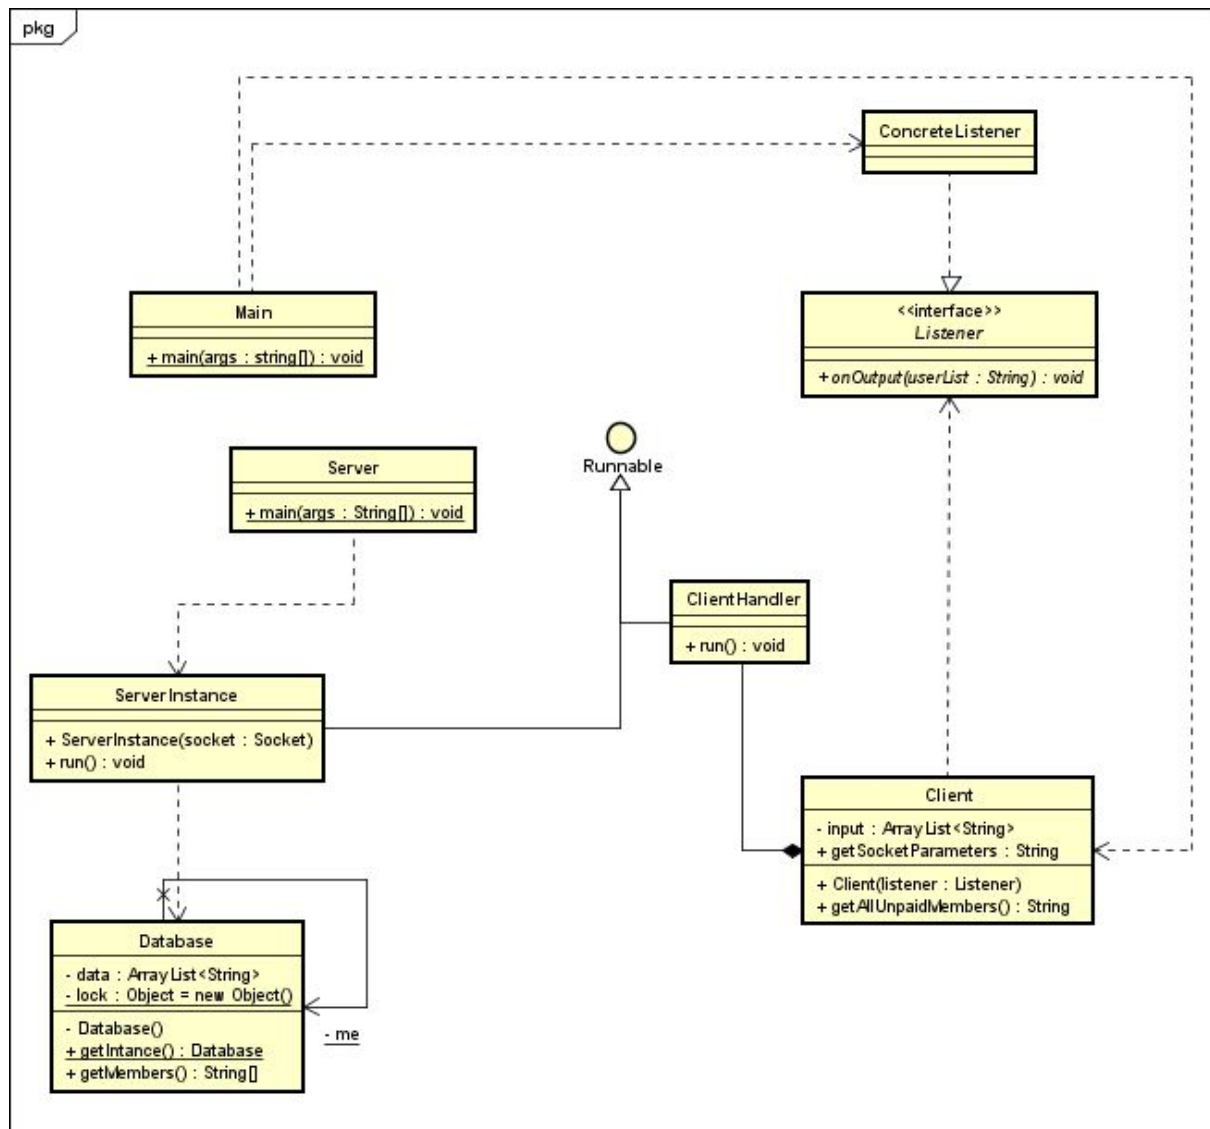 pkg
ConcreteListener
Main
+ main(args : string[]) : void
<<interface>>
Listener
+ onOutput(userList : String) : void
Runnable
Server
+ main(args : String[]) : void
ClientHandler
+ run() : void
ServerInstance
+ ServerInstance(socket : Socket)
+ run() : void
Client
- input : ArrayList<String>
+ getSocketParameters : String
+ Client(listener : Listener)
+ getAllUnpaidMembers() : String
Database
- data : ArrayList<String>
- lock : Object = new Object()
- Database()
+ getIntance() : Database
+ getMembers() : String[]
- me